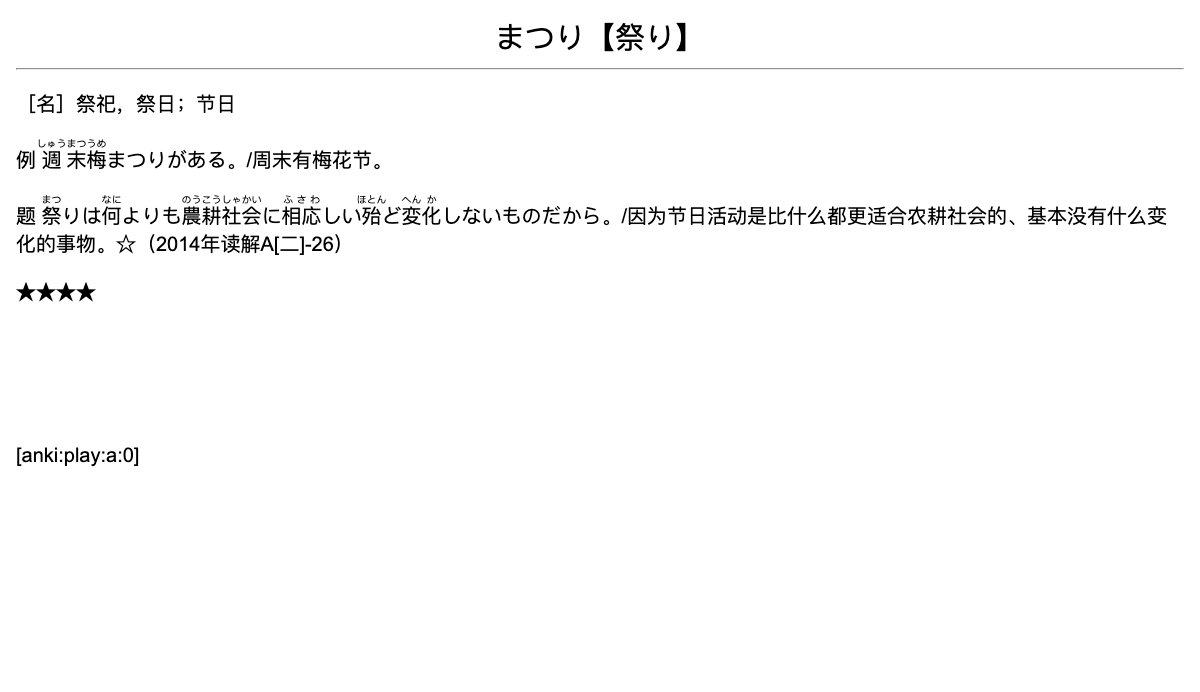 まつり【祭り】
［名］祭祀，祭日；节日
しゅうまつうめ
例 週末梅まつりがある。/周末有梅花节。
まつ なに のうこうしゃかい ふさわ ほとん へんか
题 祭りは何よりも農耕社会に相応しい殆ど変化しないものだから。/因为节日活动是比什么都更适合农耕社会的、基本没有什么变
化的事物。☆（2014年读解A[二]-26）
★★★★
[anki:play:a:0]